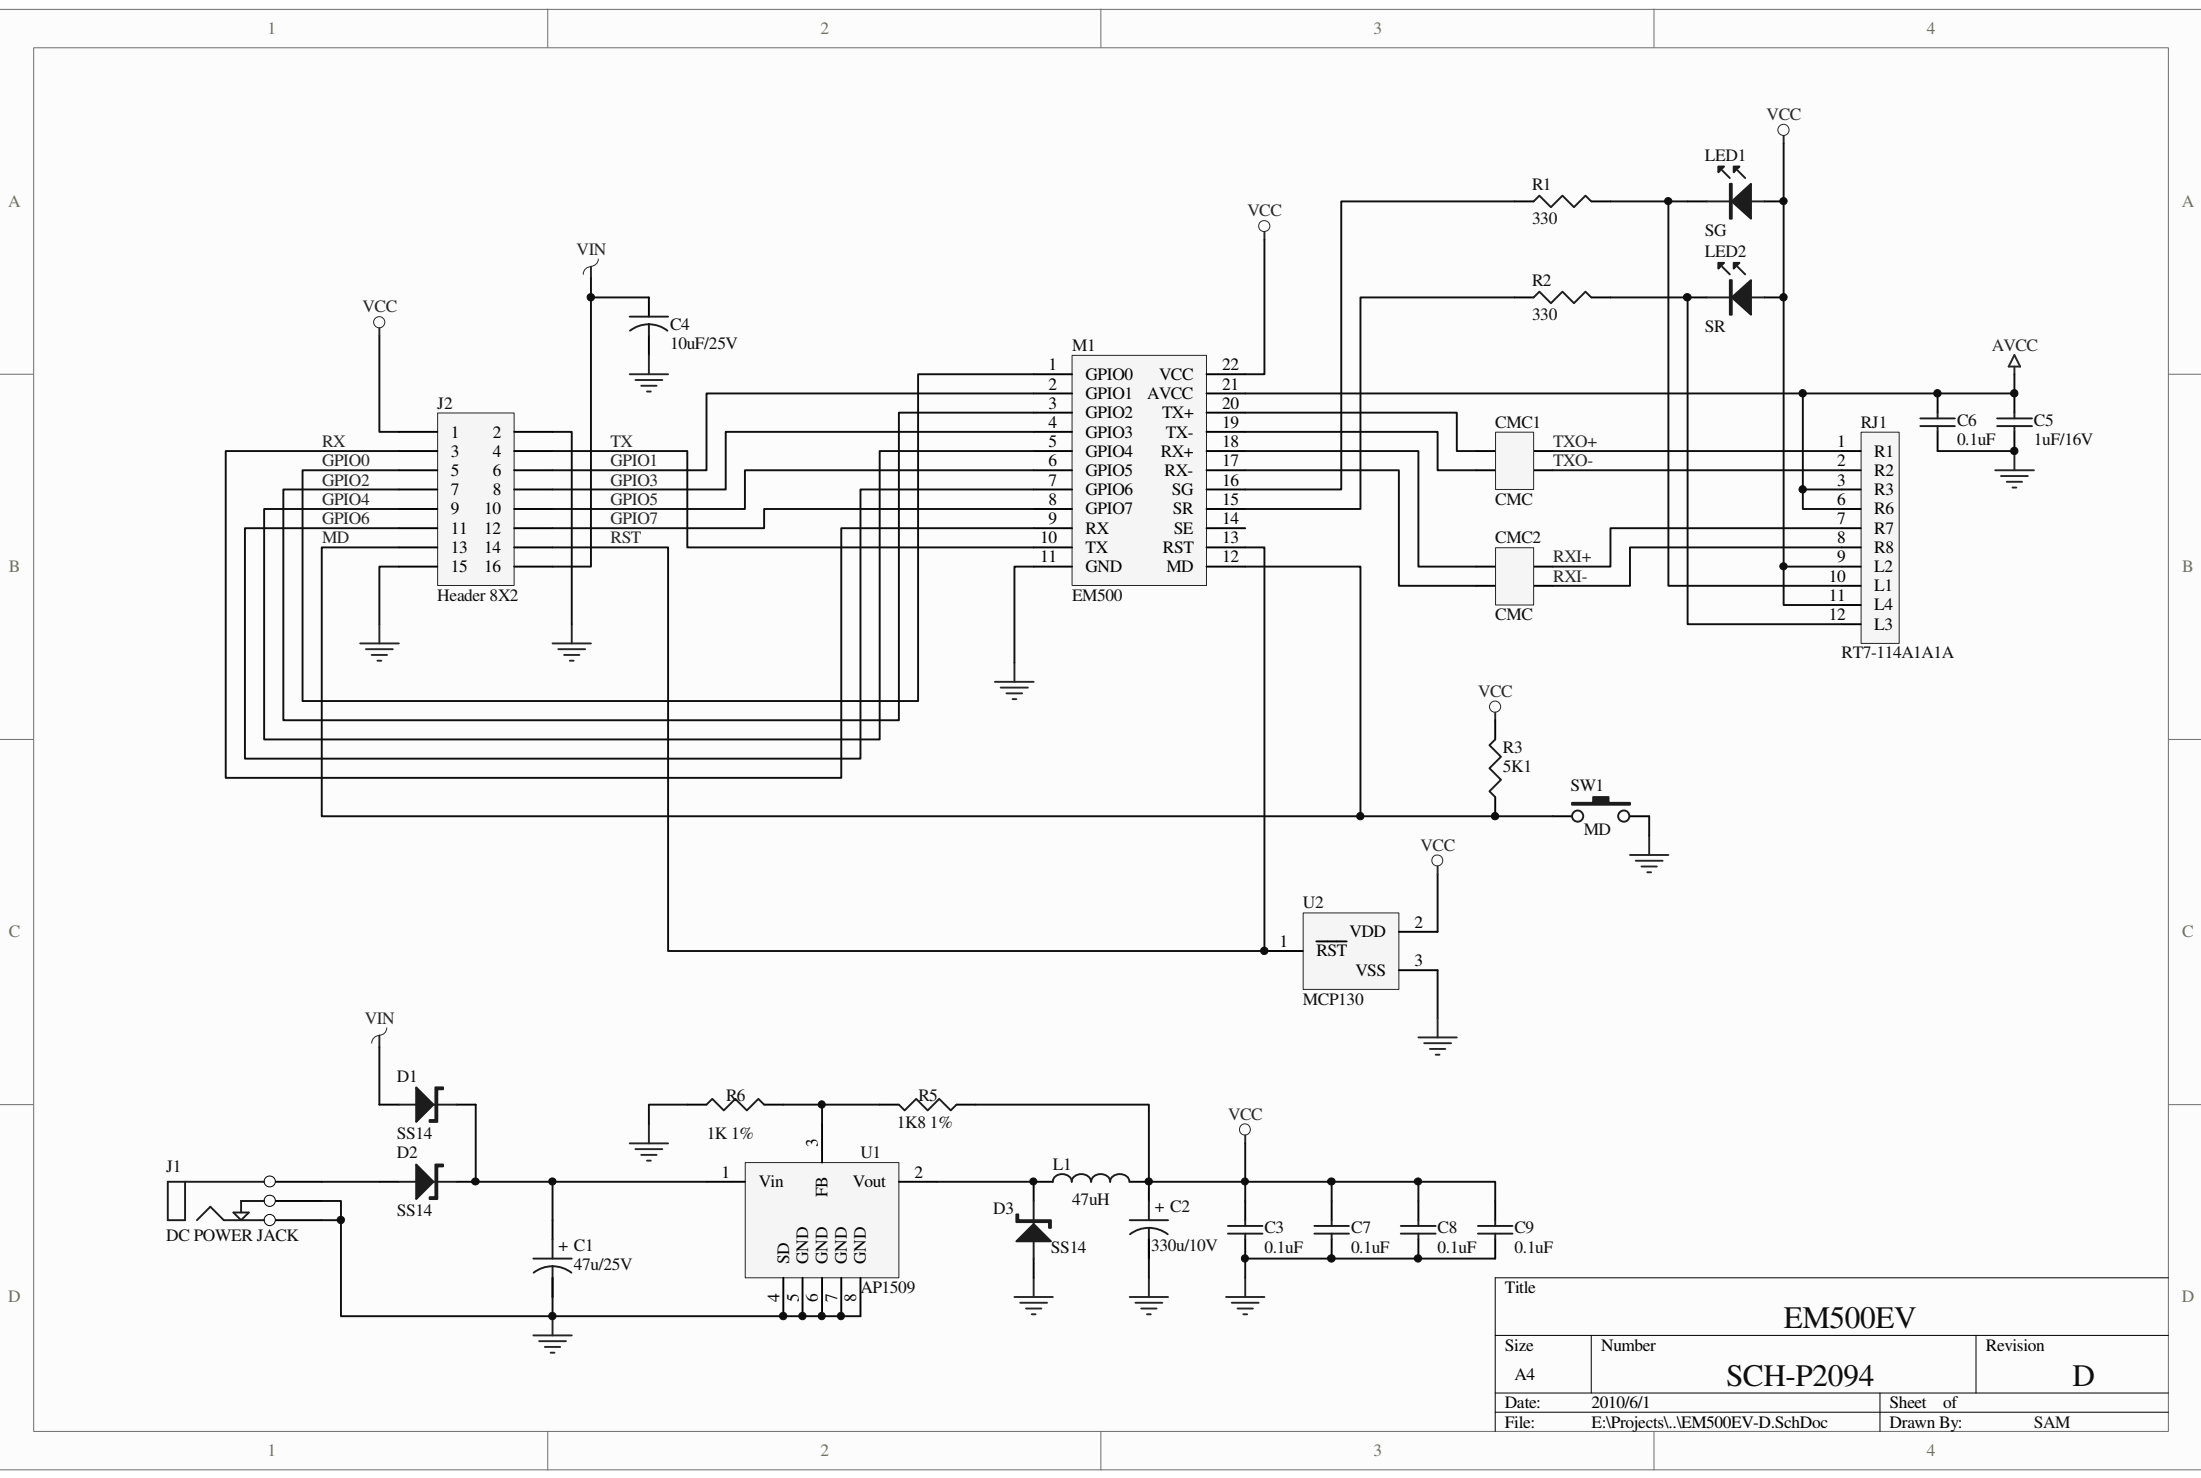 1 2 3 4
A A
B B
C C
D D
1 2 3 4
VCC
LED1
R1
330
SG
LED2
R2
330
SR
VCC
VIN
VCC
C4
10uF/25V
AVCC
C6
0.1uF
C5
1uF/16V
J2
1 2
3 4
5 6
7 8
9 10
11 12
13 14
15 16
Header 8X2
RX
GPIO0
GPIO2
GPIO4
GPIO6
MD
TX
GPIO1
GPIO3
GPIO5
GPIO7
RST
M1
1 GPIO0 VCC 22
2 GPIO1 AVCC 21
3 GPIO2 TX+ 20
4 GPIO3 TX- 19
5 GPIO4 RX+ 18
6 GPIO5 RX- 17
7 GPIO6 SG 16
8 GPIO7 SR 15
9 RX SE 14
10 TX RST 13
11 GND MD 12
EM500
CMC1
TXO+
TXO-
CMC
CMC2
RXI+
RXI-
CMC
RJ1
1 R1
2 R2
3 R3
6 R6
7 R7
8 R8
9 L2
10 L1
11 L4
12 L3
RT7-114A1A1A
VCC
R3
5K1
SW1
MD
VCC
U2
1 RST
VDD 2
VSS 3
MCP130
VIN
D1
SS14
D2
SS14
J1
DC POWER JACK
+ C1
47u/25V
R6
1K 1%
R5
1K8 1%
3
U1
1 Vin FB Vout 2
SD GND GND GND GND
4 5 6 7 8
AP1509
D3
SS14
L1
47uH
+ C2
330u/10V
VCC
C3
0.1uF
C7
0.1uF
C8
0.1uF
C9
0.1uF
Title
EM500EV
Size Number Revision
A4 SCH-P2094 D
Date: 2010/6/1 Sheet of
File: E:\Projects\..\EM500EV-D.SchDoc Drawn By: SAM